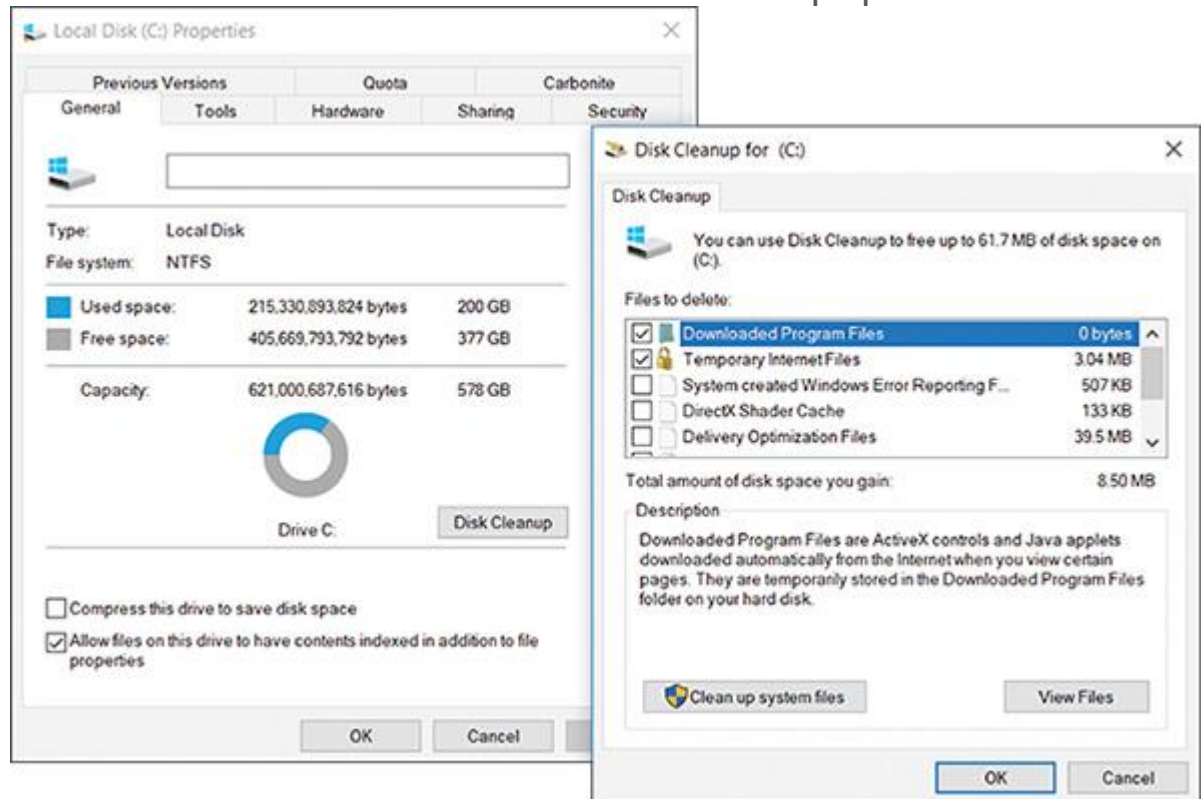 Local Disk (C:) Properties
Previous Versions
Quota
Carbonite
General
Tools
Hardware
Sharing
Security
Type: Local Disk
File system: NTFS
Used space: 215,330,893,824 bytes 200 GB
Free space: 405,669,793,792 bytes 377 GB
Capacity: 621,000,687,616 bytes 578 GB
Drive C:
Disk Cleanup
Compress this drive to save disk space
Allow files on this drive to have contents indexed in addition to file
properties
OK
Cancel
Disk Cleanup for (C:)
Disk Cleanup
You can use Disk Cleanup to free up to 61.7 MB of disk space on
(C:).
Files to delete:
Downloaded Program Files 0 bytes
Temporary Internet Files 3.04 MB
System created Windows Error Reporting F... 507 KB
DirectX Shader Cache 133 KB
Delivery Optimization Files 39.5 MB
Total amount of disk space you gain: 8.50 MB
Description
Downloaded Program Files are ActiveX controls and Java applets
downloaded automatically from the Internet when you view certain
pages. They are temporarily stored in the Downloaded Program Files
folder on your hard disk.
Clean up system files
View Files
OK
Cancel